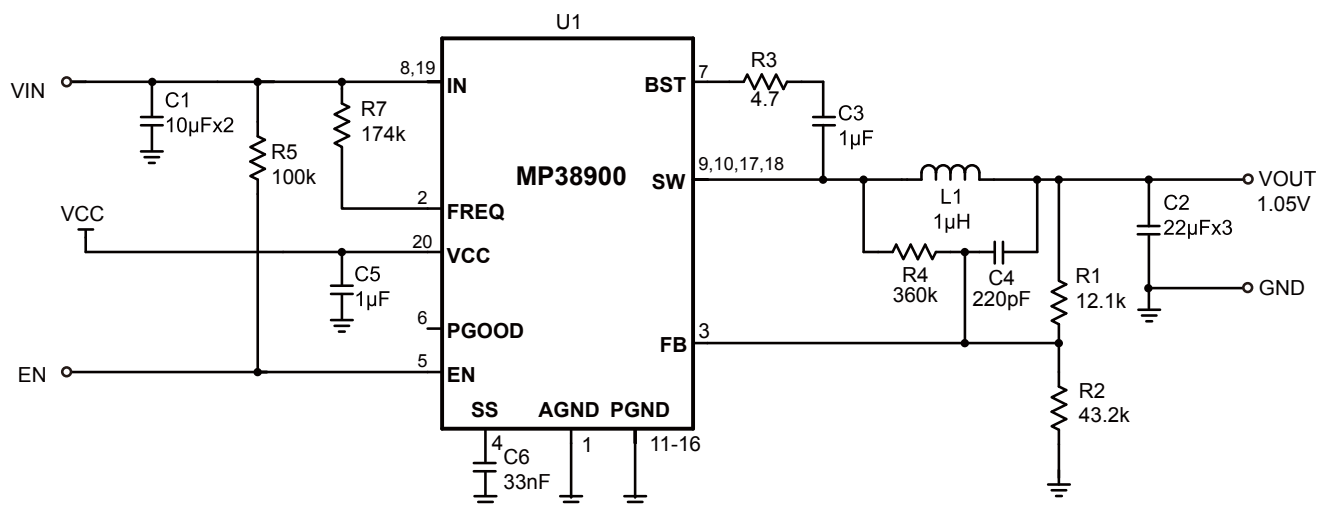 U1
VIN
C1
10µFx2
R5
100k
R7
174k
8,19
IN
2
FREQ
VCC
20
VCC
C5
1µF
6
PGOOD
EN
5
EN
SS
AGND
PGND
4
C6
33nF
1
11-16
MP38900
BST
7
R3
4.7
C3
1µF
SW
9,10,17,18
L1
1µH
R4
360k
C4
220pF
FB
3
R1
12.1k
R2
43.2k
C2
22µFx3
VOUT
1.05V
GND